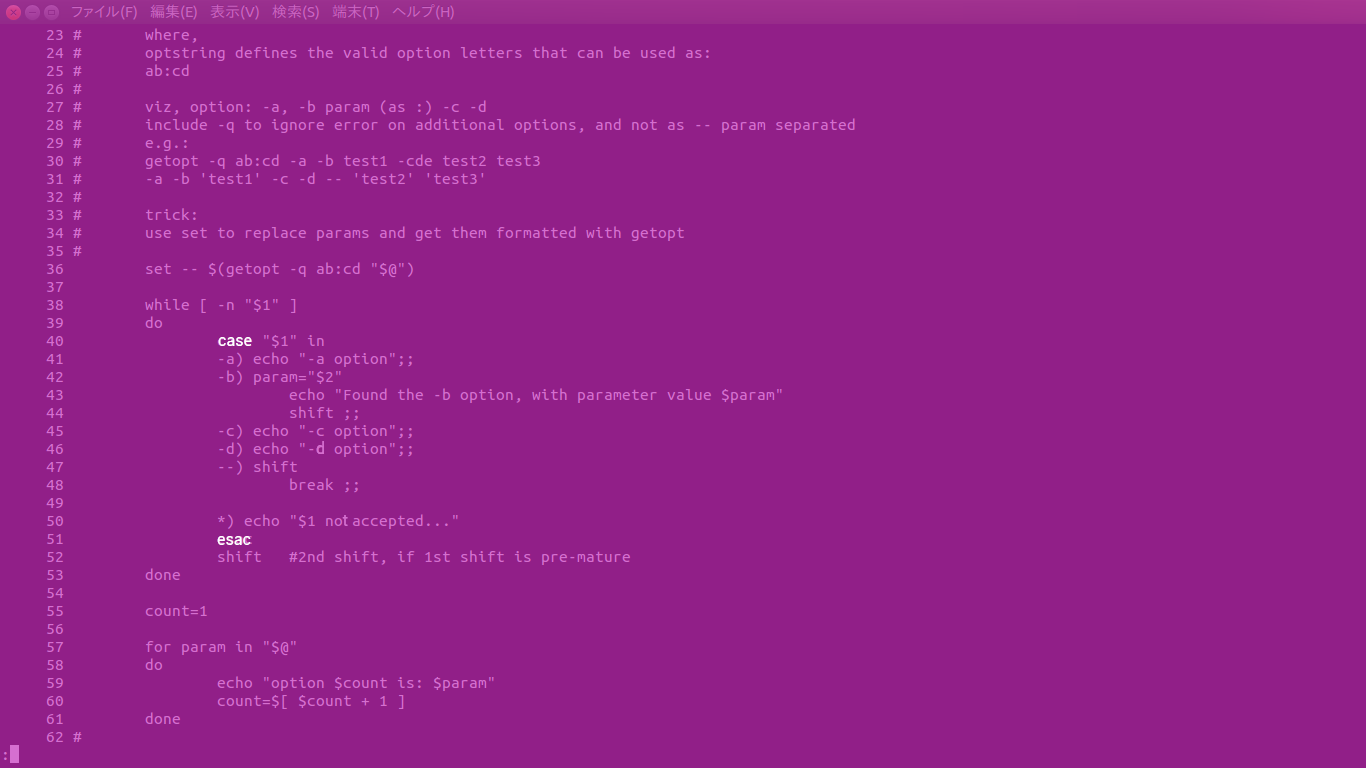 ファイル(F) 編集(E) 表示(V) 検索(S) 端末(T) ヘルプ(H)
23 # where,
24 # optstring defines the valid option letters that can be used as:
25 # ab:cd
26 #
27 # viz, option: -a, -b param (as :) -c -d
28 # include -q to ignore error on additional options, and not as -- param separated
29 # e.g.:
30 # getopt -q ab:cd -a -b test1 -cde test2 test3
31 # -a -b 'test1' -c -d -- 'test2' 'test3'
32 #
33 # trick:
34 # use set to replace params and get them formatted with getopt
35 #
36 set -- $(getopt -q ab:cd "$@")
37
38 while [ -n "$1" ]
39 do
40 case "$1" in
41 -a) echo "-a option";;
42 -b) param="$2"
43 echo "Found the -b option, with parameter value $param"
44 shift ;;
45 -c) echo "-c option";;
46 -d) echo "-d option";;
47 --) shift
48 break ;;
49
50 *) echo "$1 not accepted..."
51 esac
52 shift #2nd shift, if 1st shift is pre-mature
53 done
54
55 count=1
56
57 for param in "$@"
58 do
59 echo "option $count is: $param"
60 count=$[ $count + 1 ]
61 done
62 #
: